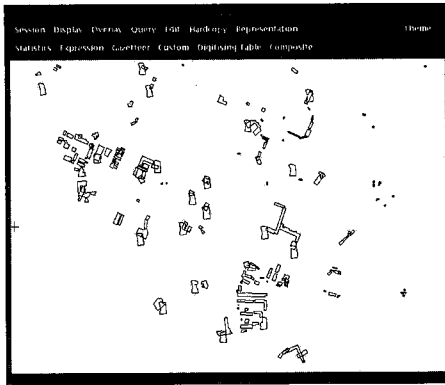 Session Display Overlay Query Edit Hardcopy Representation Theme
Statistics Expression Gazetteer Custom Digitising Table Composite